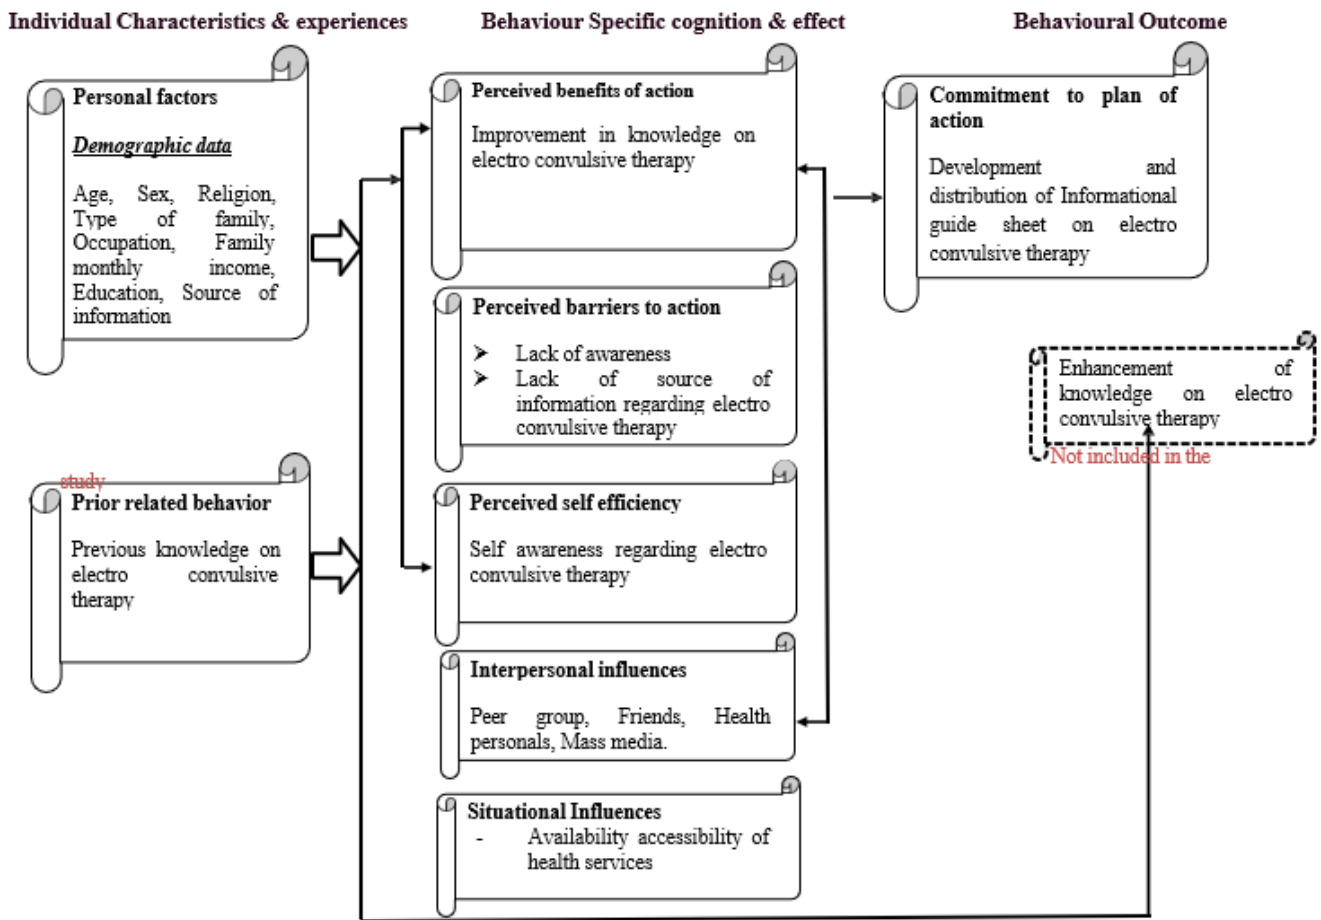 Individual Characteristics & experiences
Behaviour Specific cognition & effect
Behavioural Outcome
Personal factors
Demographic data
Age, Sex, Religion,
Type of family,
Occupation, Family
monthly income,
Education, Source of
information
study
Prior related behavior
Previous knowledge on
electro convulsive
therapy
Perceived benefits of action
Improvement in knowledge on
electro convulsive therapy
Perceived barriers to action
➤ Lack of awareness
➤ Lack of source of
information regarding electro
convulsive therapy
Perceived self efficiency
Self awareness regarding electro
convulsive therapy
Interpersonal influences
Peer group, Friends, Health
personals, Mass media.
Situational Influences
- Availability accessibility of
health services
Commitment to plan of
action
Development and
distribution of Informational
guide sheet on electro
convulsive therapy
Enhancement of
knowledge on electro
convulsive therapy
Not included in the